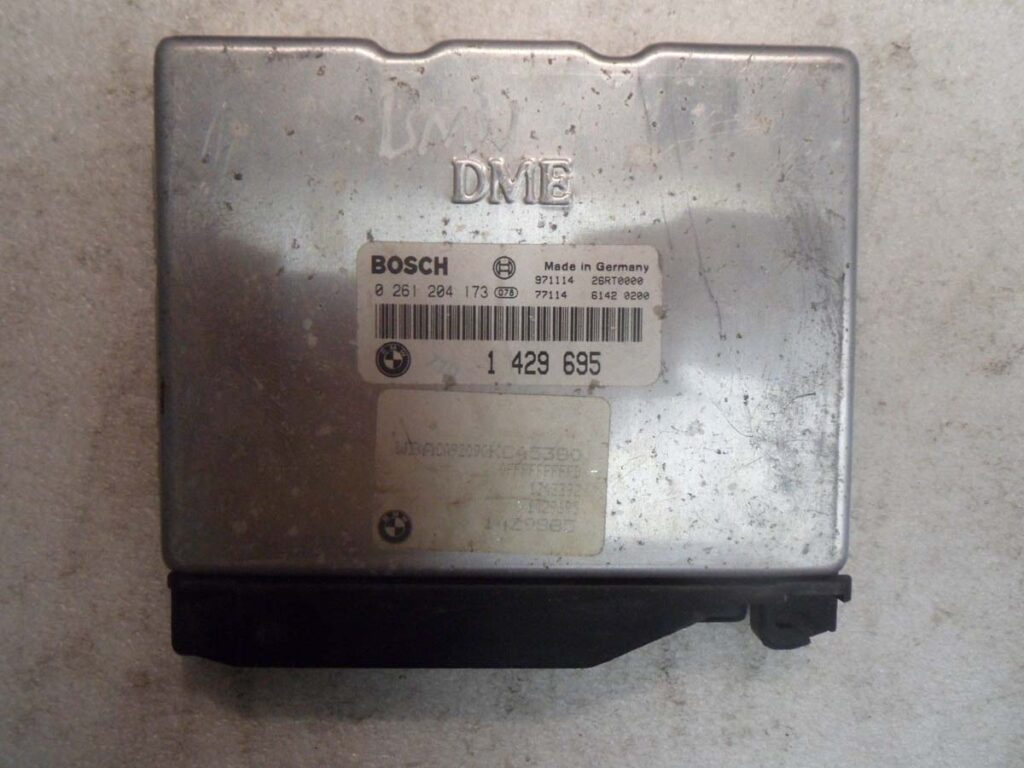 BMW
DME
BOSCH
Made in Germany
971114 26RT0000
0 261 204 173 078 77114 6142 0200
1 429 695
1429985